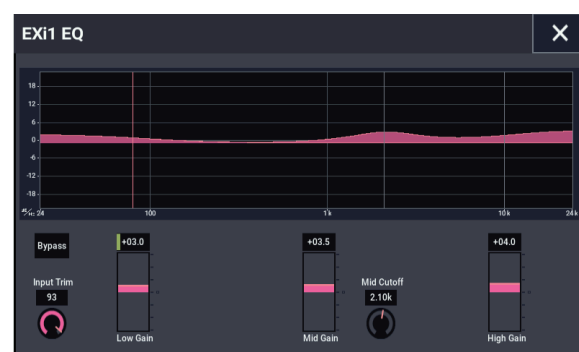 EXi1 EQ
18
12
6
0
-6
-12
-18
24
100
1k
10k
24k
Bypass
+03.0
+03.5
+04.0
Input Trim
93
Mid Cutoff
2.10k
Low Gain
Mid Gain
High Gain